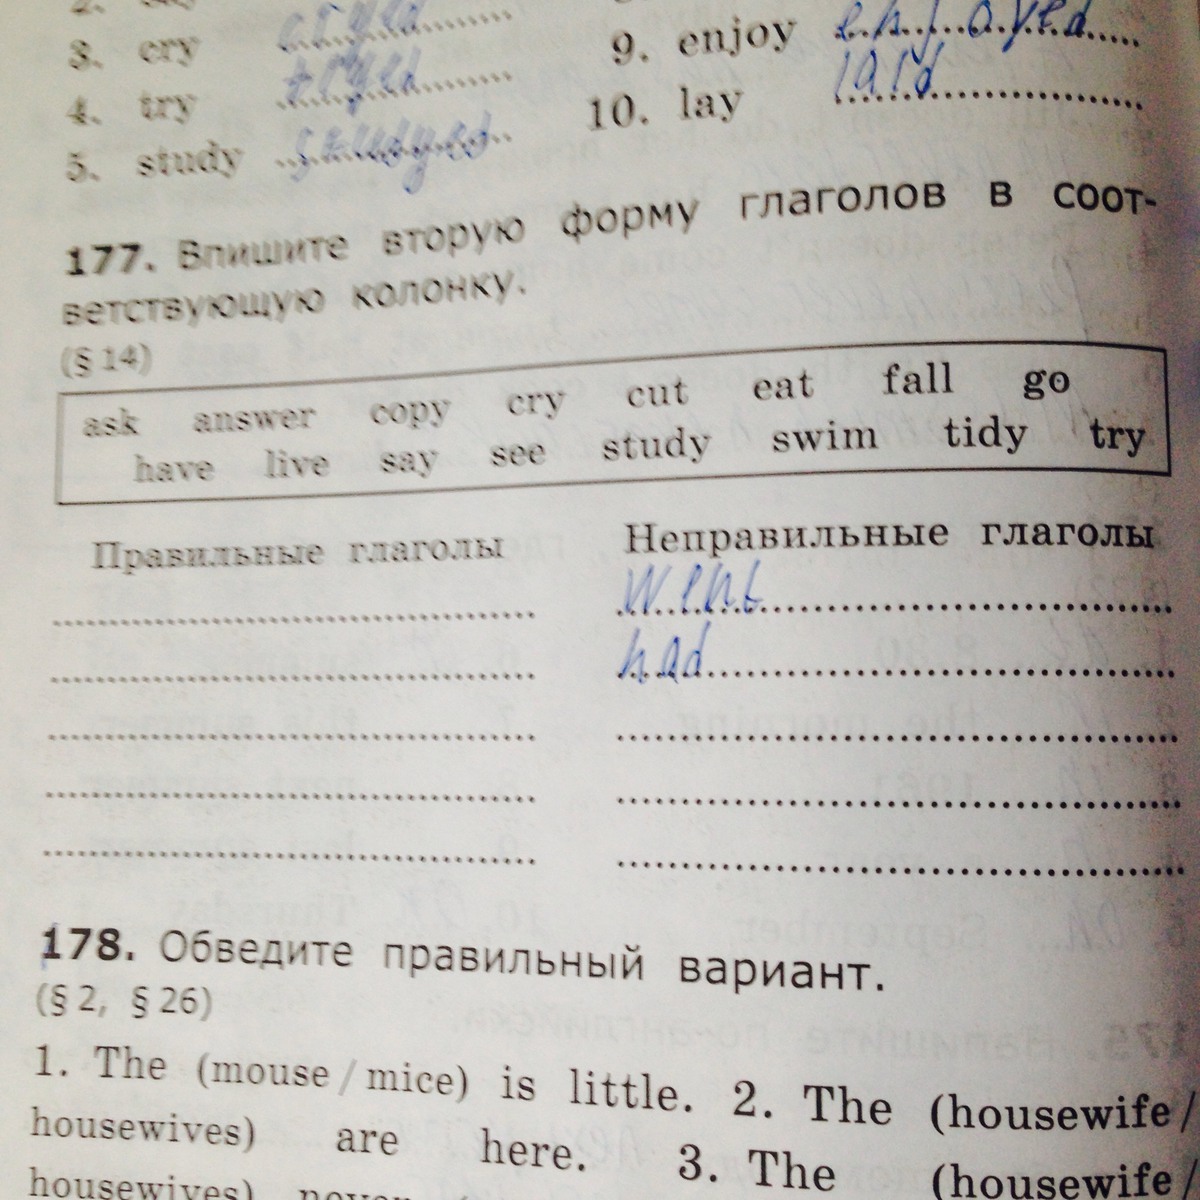 3. cry cryed
9. enjoy enjoyed
4. try tryed
10. lay laid
5. study studyed
177. Впишите вторую форму глаголов в соот-
ветствующую колонку.
(§ 14)
ask answer copy cry cut eat fall go
have live say see study swim tidy try
Правильные глаголы Неправильные глаголы
went
had
178. Обведите правильный вариант.
(§ 2, § 26)
1. The (mouse / mice) is little. 2. The (housewife /
housewives) are here. 3. The (housewife /
housewives) never